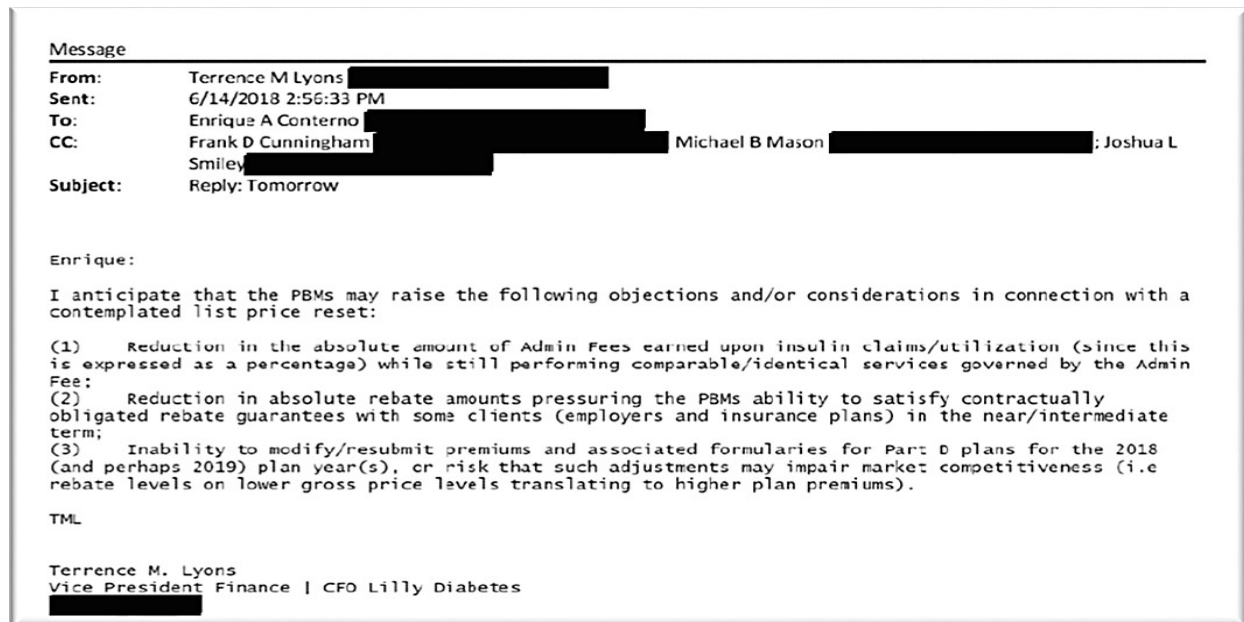 Message
From: Terrence M Lyons
Sent: 6/14/2018 2:56:33 PM
To: Enrique A Conterno
CC: Frank D Cunningham Michael B Mason ; Joshua L
Smiley
Subject: Reply: Tomorrow
Enrique:
I anticipate that the PBMs may raise the following objections and/or considerations in connection with a
contemplated list price reset:
(1) Reduction in the absolute amount of Admin Fees earned upon insulin claims/utilization (since this
is expressed as a percentage) while still performing comparable/identical services governed by the Admin
Fee;
(2) Reduction in absolute rebate amounts pressuring the PBMs ability to satisfy contractually
obligated rebate guarantees with some clients (employers and insurance plans) in the near/intermediate
term;
(3) Inability to modify/resubmit premiums and associated formularies for Part D plans for the 2018
(and perhaps 2019) plan year(s), or risk that such adjustments may impair market competitiveness (i.e
rebate levels on lower gross price levels translating to higher plan premiums).
TML
Terrence M. Lyons
Vice President Finance | CFO Lilly Diabetes